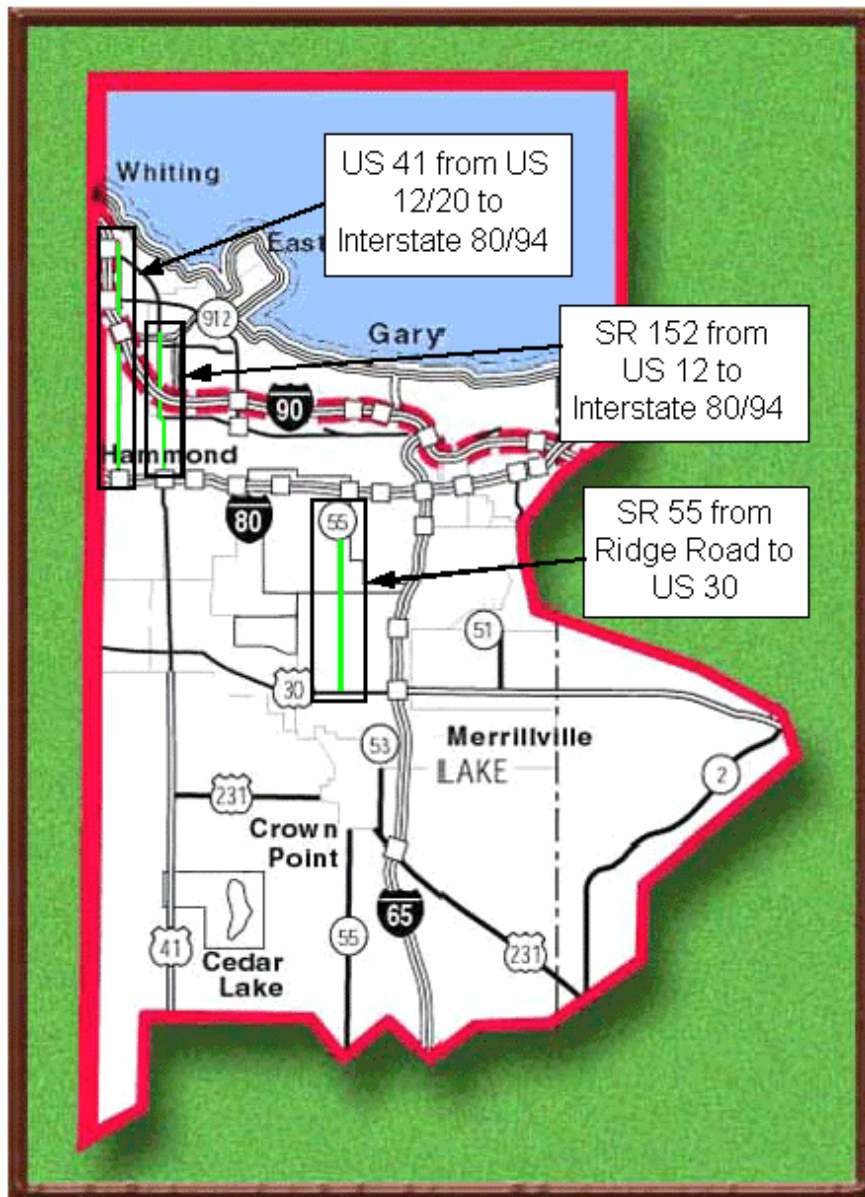 Whiting
US 41 from US
12/20 to
Interstate 80/94
East
912
Gary
SR 152 from
US 12 to
Interstate 80/94
90
Hammond
80
55
SR 55 from
Ridge Road to
US 30
51
30
53
Merrillville
LAKE
2
231
Crown
Point
65
55
41
231
Cedar
Lake